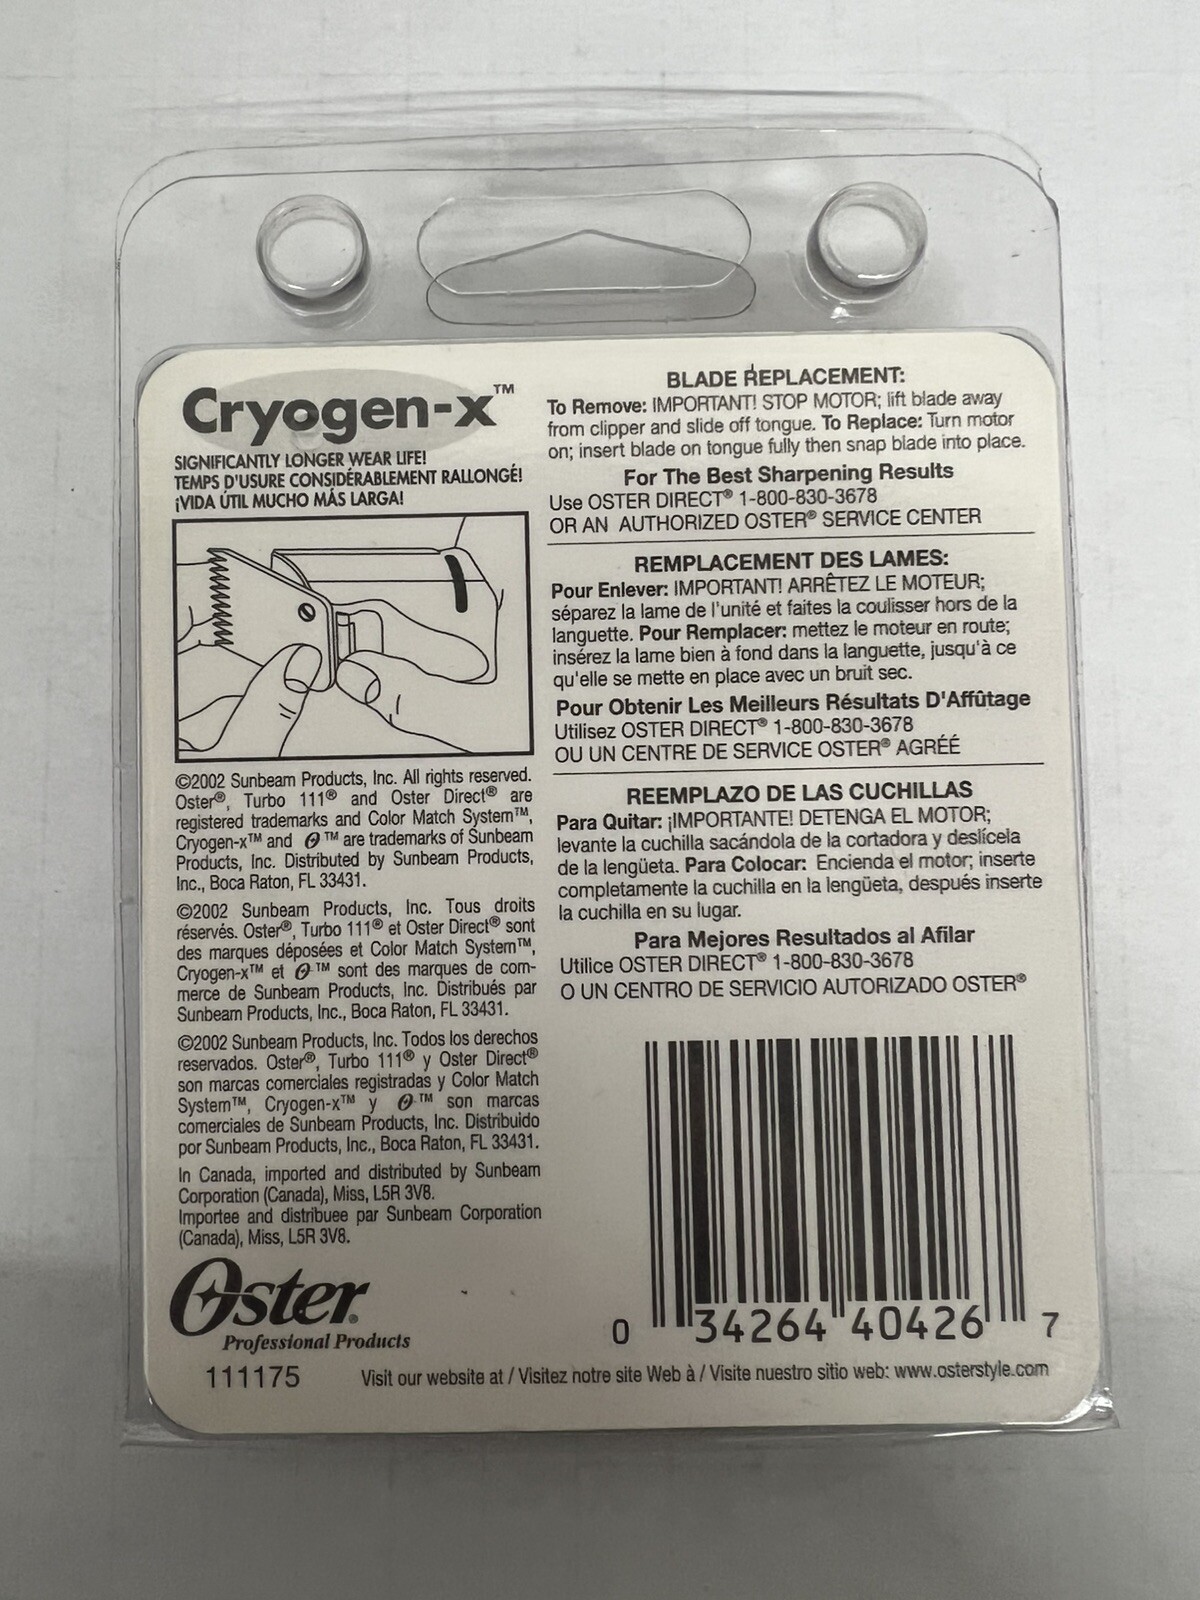 Cryogen-x™
SIGNIFICANTLY LONGER WEAR LIFE!
TEMPS D'USURE CONSIDÉRABLEMENT RALLONGÉ!
¡VIDA ÚTIL MUCHO MÁS LARGA!
©2002 Sunbeam Products, Inc. All rights reserved.
Oster®, Turbo 111® and Oster Direct® are
registered trademarks and Color Match System™,
Cryogen-x™ and O™ are trademarks of Sunbeam
Products, Inc. Distributed by Sunbeam Products,
Inc., Boca Raton, FL 33431.
©2002 Sunbeam Products, Inc. Tous droits
réservés. Oster®, Turbo 111® et Oster Direct® sont
des marques déposées et Color Match System™,
Cryogen-x™ et O™ sont des marques de com-
merce de Sunbeam Products, Inc. Distribués par
Sunbeam Products, Inc., Boca Raton, FL 33431.
©2002 Sunbeam Products, Inc. Todos los derechos
reservados. Oster®, Turbo 111® y Oster Direct®
son marcas comerciales registradas y Color Match
System™, Cryogen-x™ y O™ son marcas
comerciales de Sunbeam Products, Inc. Distribuido
por Sunbeam Products, Inc., Boca Raton, FL 33431.
In Canada, imported and distributed by Sunbeam
Corporation (Canada), Miss, L5R 3V8.
Importee and distribuee par Sunbeam Corporation
(Canada), Miss, L5R 3V8.
Oster®
Professional Products
111175
BLADE REPLACEMENT:
To Remove: IMPORTANT! STOP MOTOR; lift blade away
from clipper and slide off tongue. To Replace: Turn motor
on; insert blade on tongue fully then snap blade into place.
For The Best Sharpening Results
Use OSTER DIRECT® 1-800-830-3678
OR AN AUTHORIZED OSTER® SERVICE CENTER
REMPLACEMENT DES LAMES:
Pour Enlever: IMPORTANT! ARRÊTEZ LE MOTEUR;
séparez la lame de l'unité et faites la coulisser hors de la
languette. Pour Remplacer: mettez le moteur en route;
insérez la lame bien à fond dans la languette, jusqu'à ce
qu'elle se mette en place avec un bruit sec.
Pour Obtenir Les Meilleurs Résultats D'Affûtage
Utilisez OSTER DIRECT® 1-800-830-3678
OU UN CENTRE DE SERVICE OSTER® AGRÉÉ
REEMPLAZO DE LAS CUCHILLAS
Para Quitar: ¡IMPORTANTE! DETENGA EL MOTOR;
levante la cuchilla sacándola de la cortadora y deslícela
de la lengüeta. Para Colocar: Encienda el motor; inserte
completamente la cuchilla en la lengüeta, después inserte
la cuchilla en su lugar.
Para Mejores Resultados al Afilar
Utilice OSTER DIRECT® 1-800-830-3678
O UN CENTRO DE SERVICIO AUTORIZADO OSTER®
0 34264 40426 7
Visit our website at / Visitez notre site Web à / Visite nuestro sitio web: www.osterstyle.com